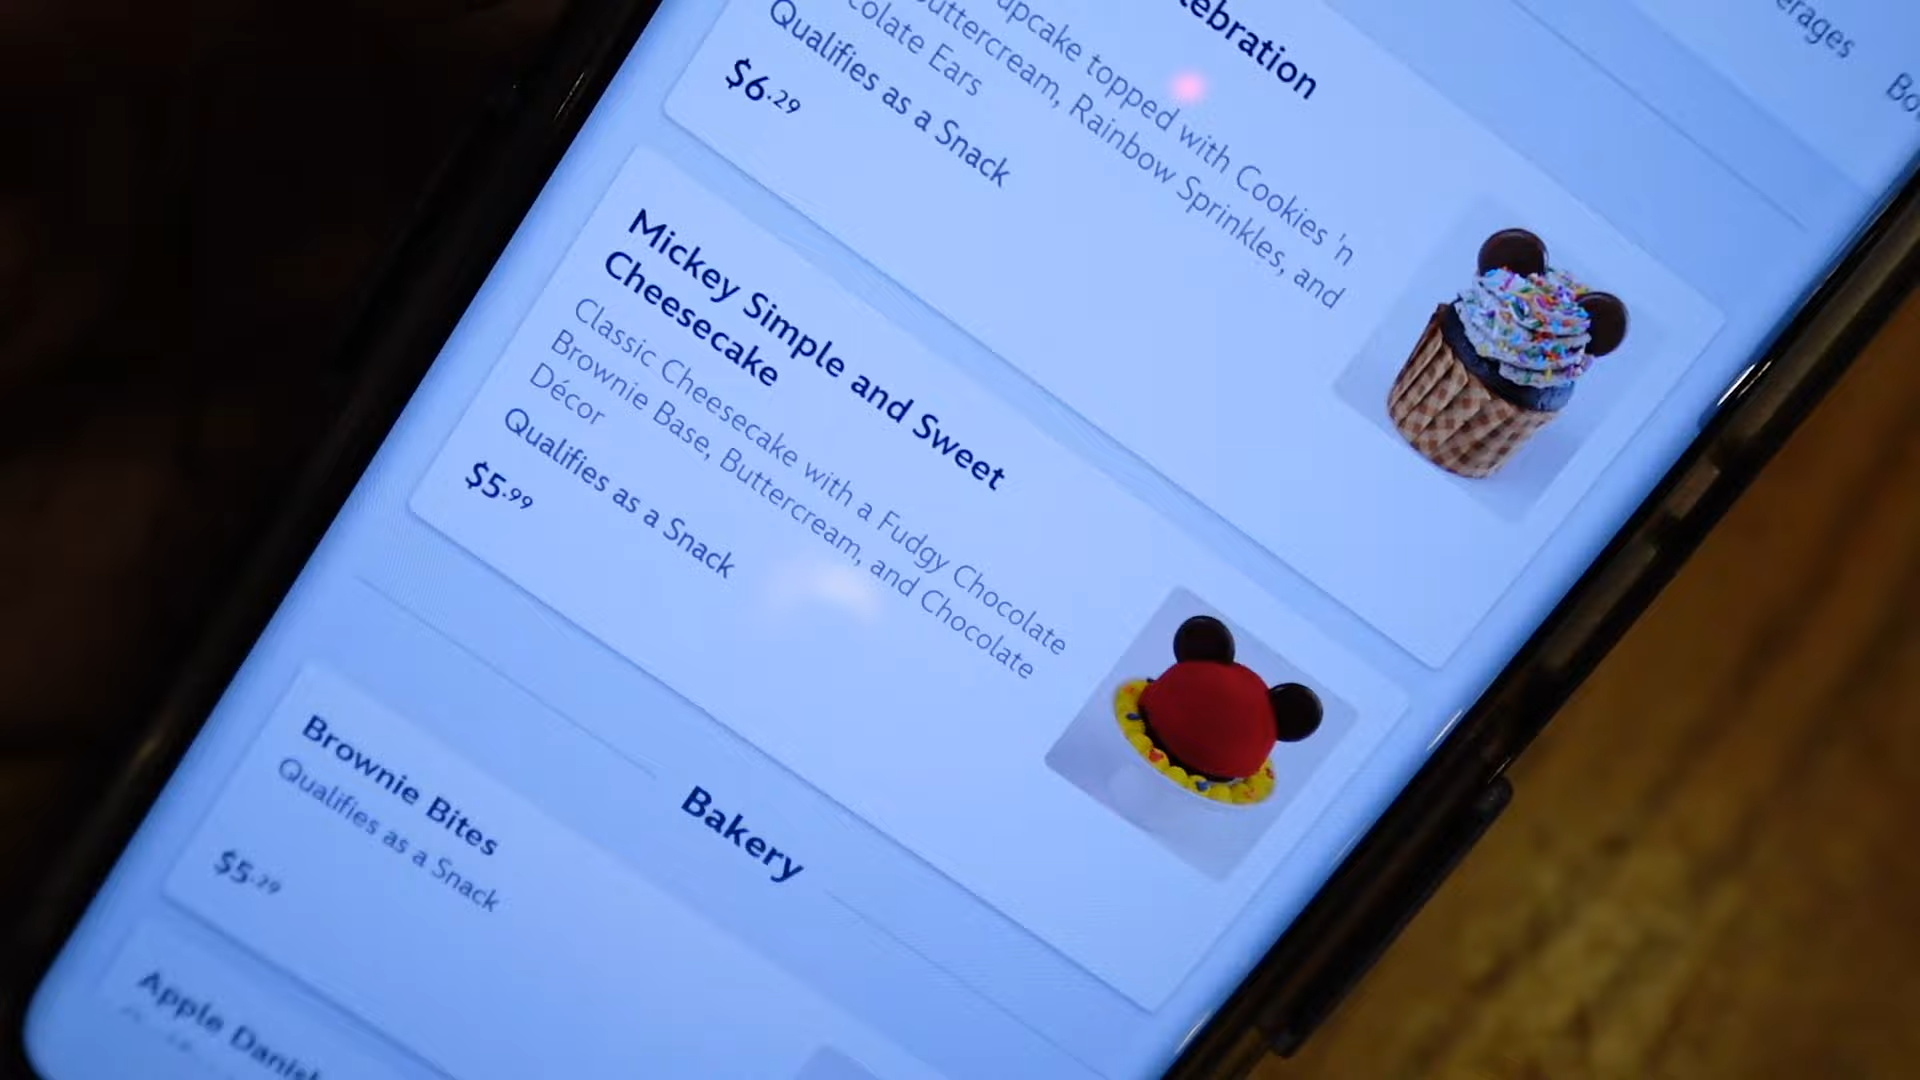 ebration
upcake topped with Cookies 'n
uttercream, Rainbow Sprinkles, and
colate Ears
Qualifies as a Snack
$6.29
Mickey Simple and Sweet
Cheesecake
Classic Cheesecake with a Fudgy Chocolate
Brownie Base, Buttercream, and Chocolate
Décor
Qualifies as a Snack
$5.99
Bakery
Brownie Bites
Qualifies as a Snack
$5.29
Apple Danish
erages
Bo